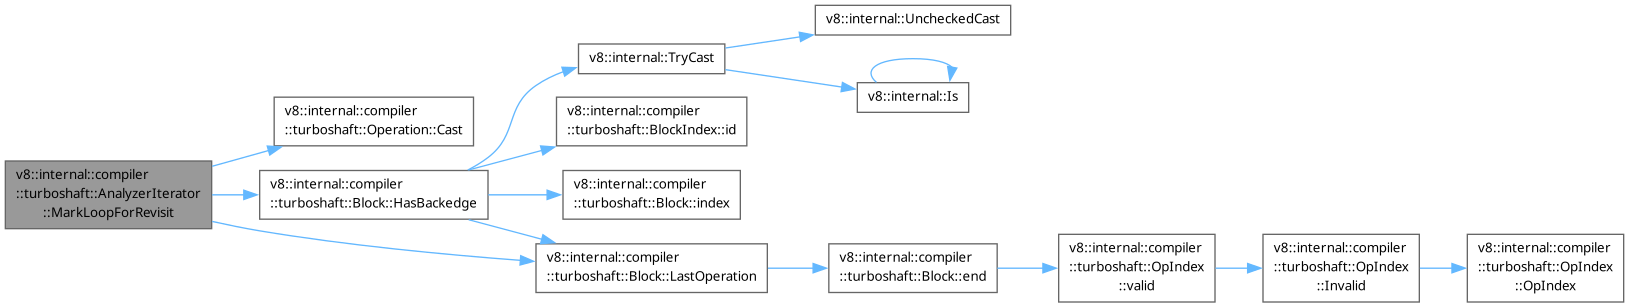 v8::internal::UncheckedCast
v8::internal::TryCast
v8::internal::Is
v8::internal::compiler
::turboshaft::Operation::Cast
v8::internal::compiler
::turboshaft::BlockIndex::id
v8::internal::compiler
::turboshaft::AnalyzerIterator
::MarkLoopForRevisit
v8::internal::compiler
::turboshaft::Block::HasBackedge
v8::internal::compiler
::turboshaft::Block::index
v8::internal::compiler
::turboshaft::Block::LastOperation
v8::internal::compiler
::turboshaft::Block::end
v8::internal::compiler
::turboshaft::OpIndex
::valid
v8::internal::compiler
::turboshaft::OpIndex
::Invalid
v8::internal::compiler
::turboshaft::OpIndex
::OpIndex